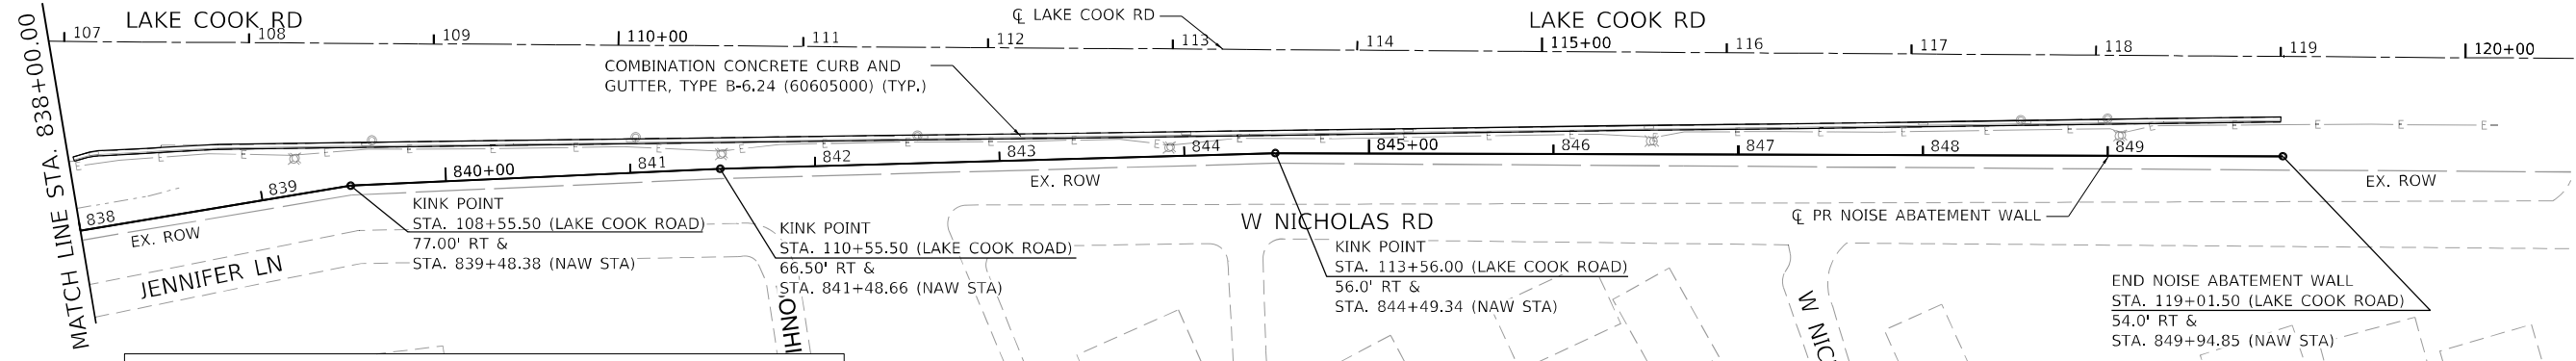 LAKE COOK RD
℄ LAKE COOK RD
LAKE COOK RD
107 108 109 110+00 111 112 113 114 115+00 116 117 118 119 120+00
MATCH LINE STA. 838+00.00
COMBINATION CONCRETE CURB AND
GUTTER, TYPE B-6.24 (60605000) (TYP.)
E E E E E E E E E E E E E E E E E E E E E E E E E E E E E E
838 839 840+00 841 842 843 844 845+00 846 847 848 849
EX. ROW
EX. ROW
EX. ROW
JENNIFER LN
W NICHOLAS RD
℄ PR NOISE ABATEMENT WALL
KINK POINT
STA. 108+55.50 (LAKE COOK ROAD)
77.00' RT &
STA. 839+48.38 (NAW STA)
KINK POINT
STA. 110+55.50 (LAKE COOK ROAD)
66.50' RT &
STA. 841+48.66 (NAW STA)
KINK POINT
STA. 113+56.00 (LAKE COOK ROAD)
56.0' RT &
STA. 844+49.34 (NAW STA)
END NOISE ABATEMENT WALL
STA. 119+01.50 (LAKE COOK ROAD)
54.0' RT &
STA. 849+94.85 (NAW STA)
W NIC